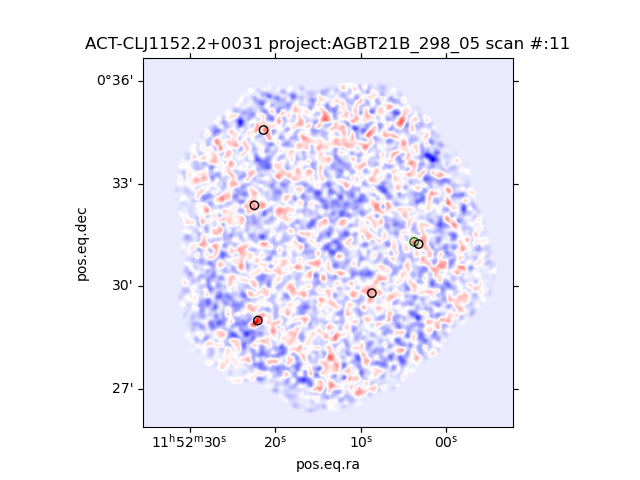 ACT-CLJ1152.2+0031 project:AGBT21B_298_05 scan #:11
0°36'
33'
30'
27'
pos.eq.dec
11ʰ52ᵐ30ˢ 20ˢ 10ˢ 00ˢ
pos.eq.ra